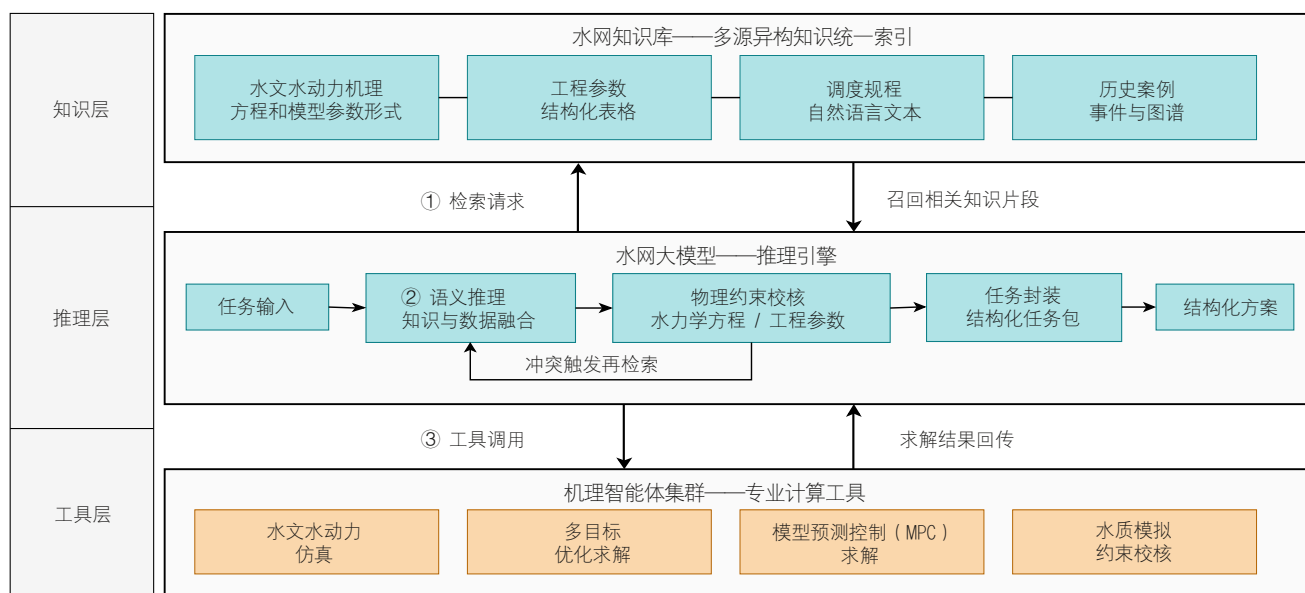 知识层
水网知识库——多源异构知识统一索引
水文水动力机理
方程和模型参数形式
工程参数
结构化表格
调度规程
自然语言文本
历史案例
事件与图谱
① 检索请求
召回相关知识片段
推理层
水网大模型——推理引擎
任务输入
② 语义推理
知识与数据融合
物理约束校核
水力学方程 / 工程参数
任务封装
结构化任务包
结构化方案
冲突触发再检索
③ 工具调用
求解结果回传
工具层
机理智能体集群——专业计算工具
水文水动力
仿真
多目标
优化求解
模型预测控制(MPC)
求解
水质模拟
约束校核